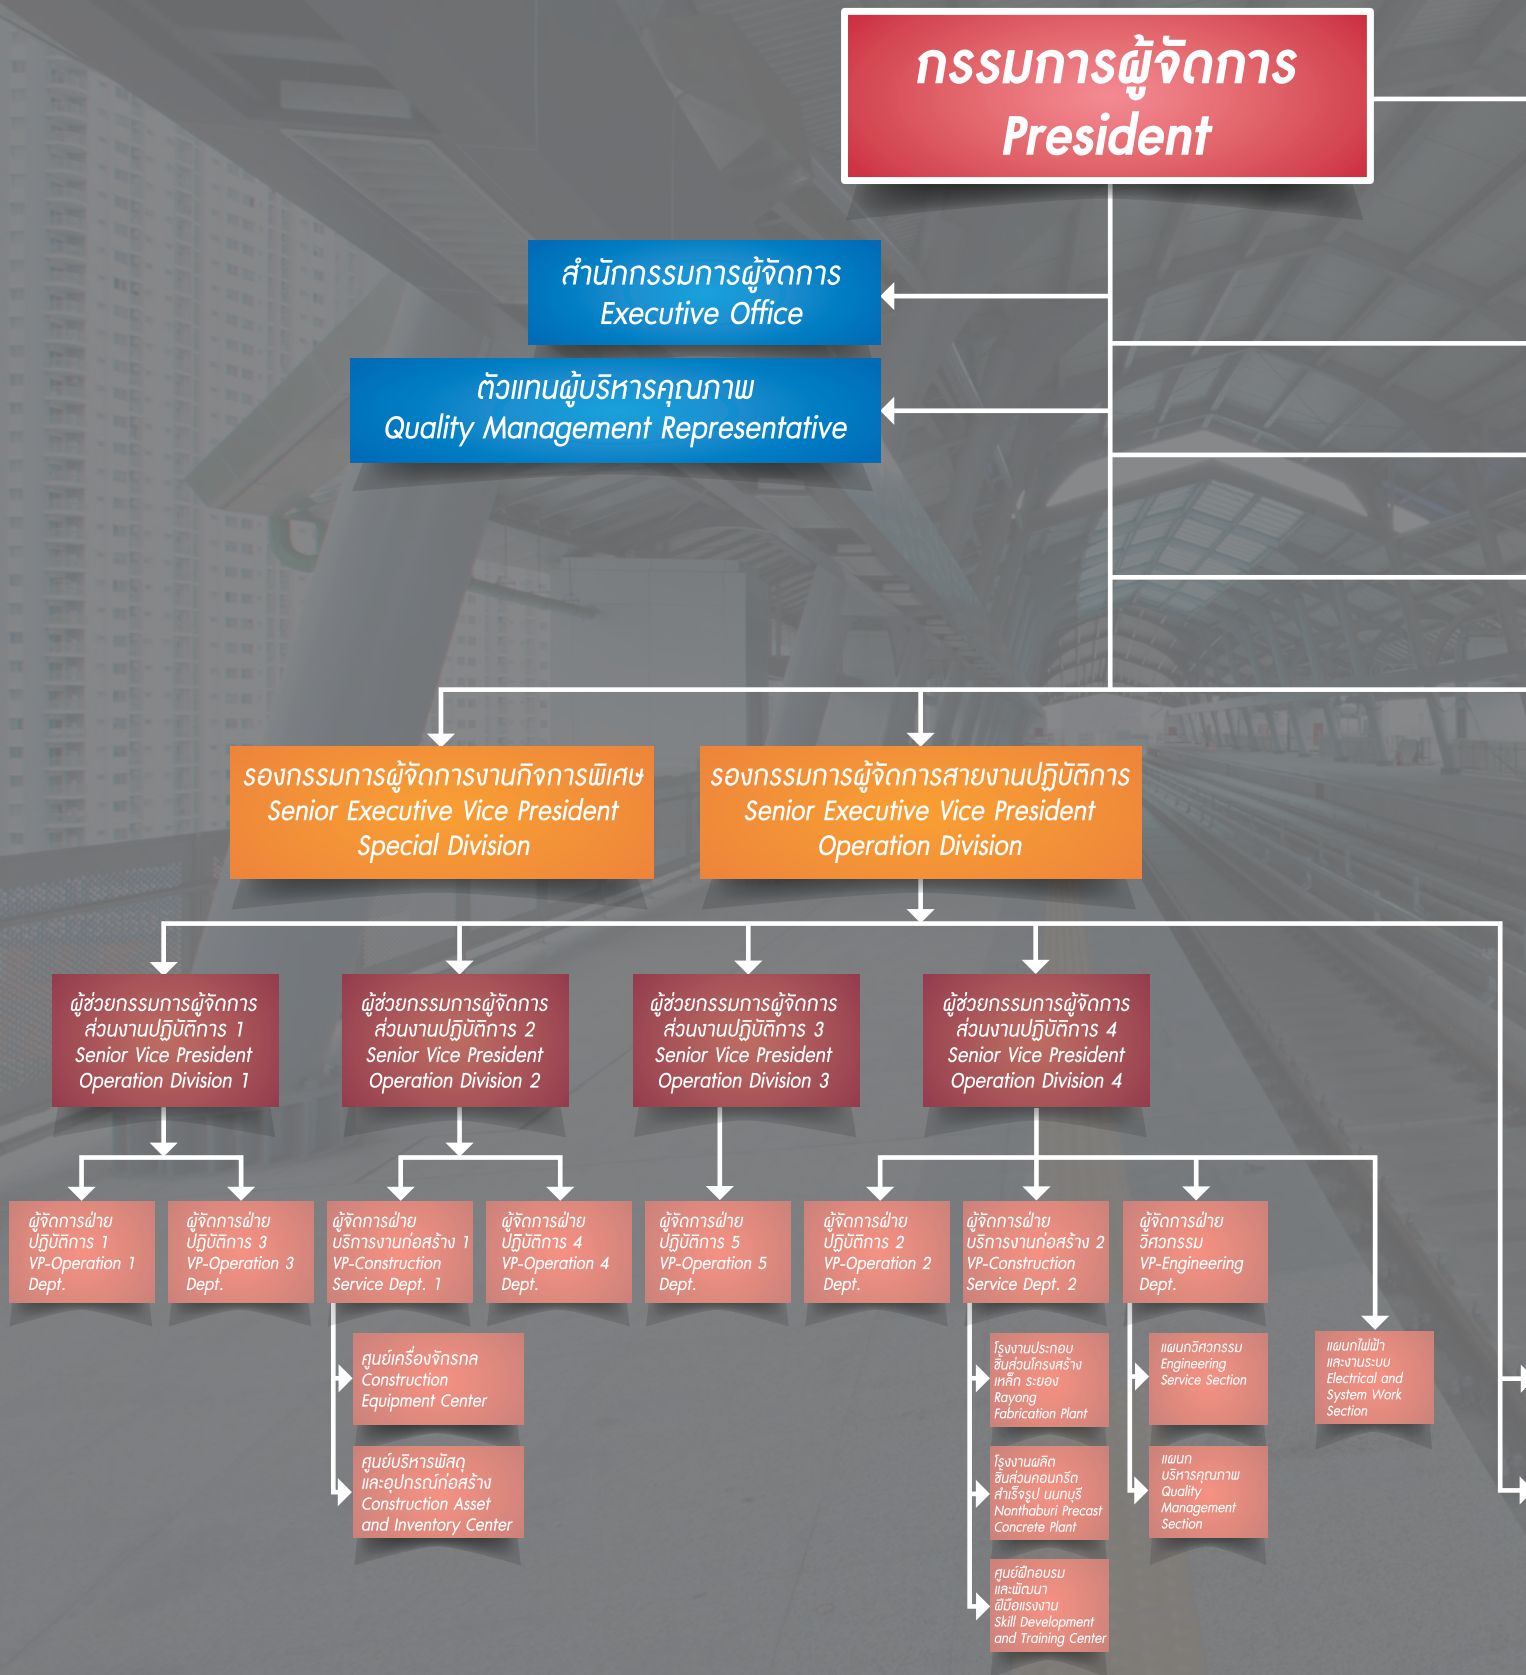 กรรมการผู้จัดการ
President
สำนักกรรมการผู้จัดการ
Executive Office
ตัวแทนผู้บริหารคุณภาพ
Quality Management Representative
รองกรรมการผู้จัดการงานกิจการพิเศษ
Senior Executive Vice President
Special Division
รองกรรมการผู้จัดการสายงานปฏิบัติการ
Senior Executive Vice President
Operation Division
ผู้ช่วยกรรมการผู้จัดการ
ส่วนงานปฏิบัติการ 1
Senior Vice President
Operation Division 1
ผู้ช่วยกรรมการผู้จัดการ
ส่วนงานปฏิบัติการ 2
Senior Vice President
Operation Division 2
ผู้ช่วยกรรมการผู้จัดการ
ส่วนงานปฏิบัติการ 3
Senior Vice President
Operation Division 3
ผู้ช่วยกรรมการผู้จัดการ
ส่วนงานปฏิบัติการ 4
Senior Vice President
Operation Division 4
ผู้จัดการฝ่าย
ปฏิบัติการ 1
VP-Operation 1
Dept.
ผู้จัดการฝ่าย
ปฏิบัติการ 3
VP-Operation 3
Dept.
ผู้จัดการฝ่าย
บริการงานก่อสร้าง 1
VP-Construction
Service Dept. 1
ผู้จัดการฝ่าย
ปฏิบัติการ 4
VP-Operation 4
Dept.
ผู้จัดการฝ่าย
ปฏิบัติการ 5
VP-Operation 5
Dept.
ผู้จัดการฝ่าย
ปฏิบัติการ 2
VP-Operation 2
Dept.
ผู้จัดการฝ่าย
บริการงานก่อสร้าง 2
VP-Construction
Service Dept. 2
ผู้จัดการฝ่าย
วิศวกรรม
VP-Engineering
Dept.
ศูนย์เครื่องจักรกล
Construction
Equipment Center
ศูนย์บริหารพัสดุ
และอุปกรณ์ก่อสร้าง
Construction Asset
and Inventory Center
โรงงานประกอบ
ชิ้นส่วนโครงสร้าง
เหล็ก ระยอง
Rayong
Fabrication Plant
โรงงานผลิต
ชิ้นส่วนคอนกรีต
สำเร็จรูป นนทบุรี
Nonthaburi Precast
Concrete Plant
ศูนย์ฝึกอบรม
และพัฒนา
ฝีมือแรงงาน
Skill Development
and Training Center
แผนกวิศวกรรม
Engineering
Service Section
แผนก
บริหารคุณภาพ
Quality
Management
Section
แผนกไฟฟ้า
และงานระบบ
Electrical and
System Work
Section